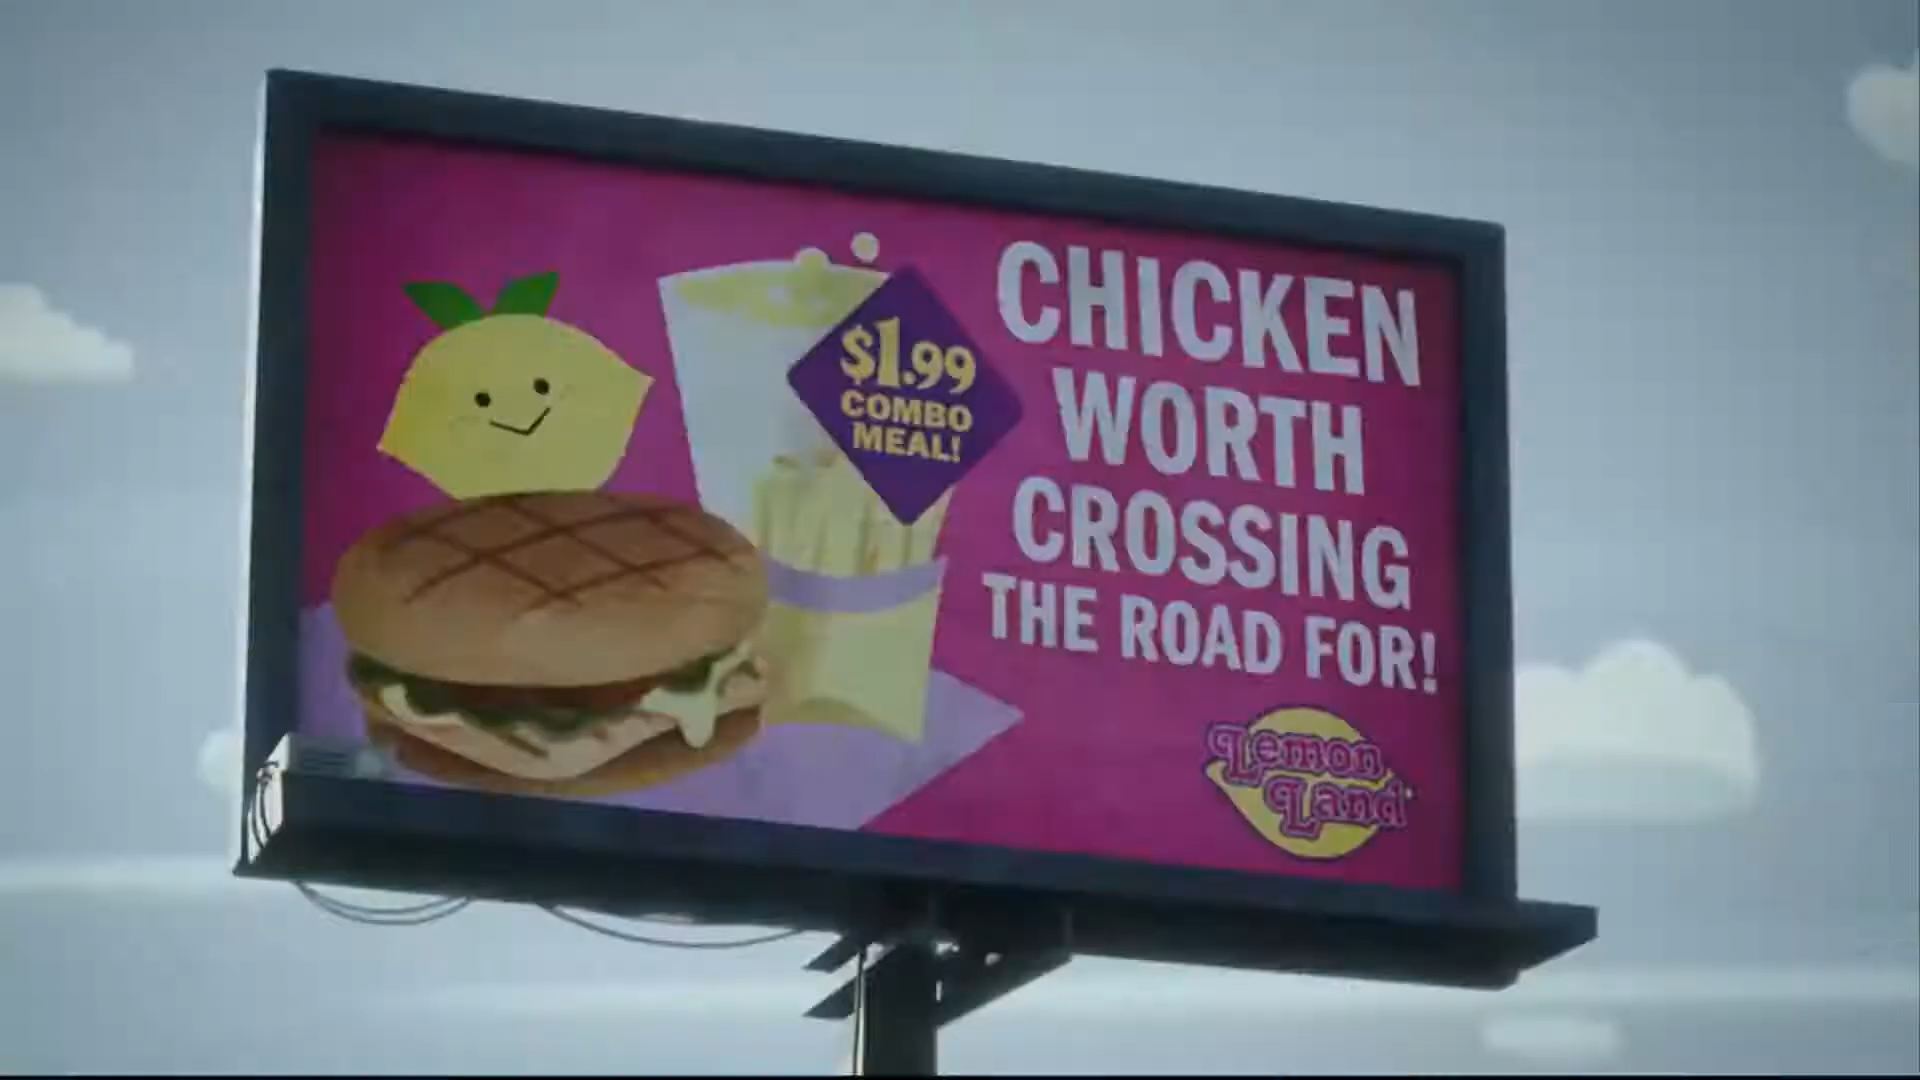 $1.99
COMBO
MEAL!
CHICKEN
WORTH
CROSSING
THE ROAD FOR!
Lemon
Land